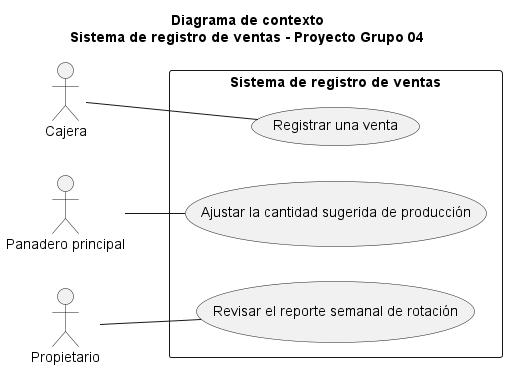 Diagrama de contexto
Sistema de registro de ventas - Proyecto Grupo 04
Sistema de registro de ventas
Registrar una venta
Cajera
Ajustar la cantidad sugerida de producción
Panadero principal
Revisar el reporte semanal de rotación
Propietario